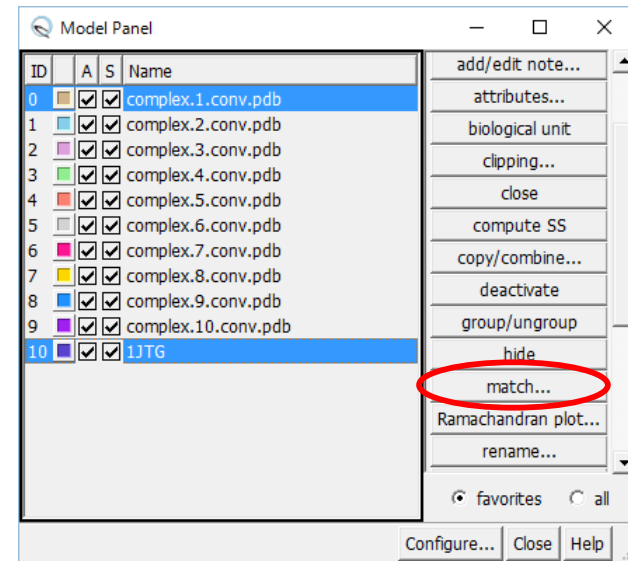 Model Panel
ID A S Name
0 complex.1.conv.pdb
1 complex.2.conv.pdb
2 complex.3.conv.pdb
3 complex.4.conv.pdb
4 complex.5.conv.pdb
5 complex.6.conv.pdb
6 complex.7.conv.pdb
7 complex.8.conv.pdb
8 complex.9.conv.pdb
9 complex.10.conv.pdb
10 1JTG
add/edit note...
attributes...
biological unit
clipping...
close
compute SS
copy/combine...
deactivate
group/ungroup
hide
match...
Ramachandran plot...
rename...
favorites all
Configure... Close Help